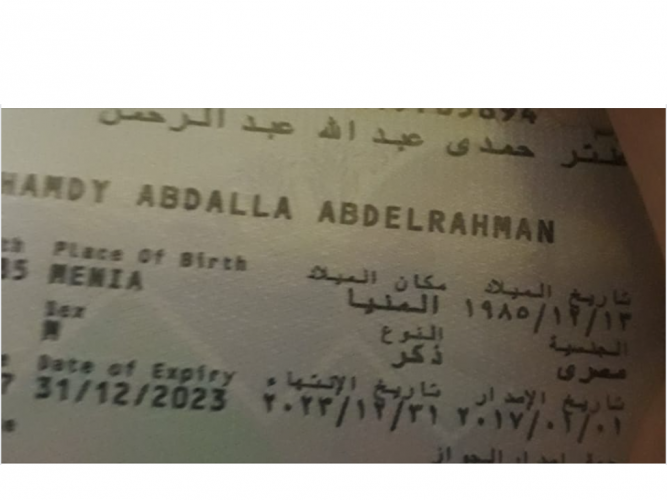 عنتر حمدى عبد الله عبد الرحمن
HAMDY ABDALLA ABDELRAHMAN
Place Of Birth مكان الميلاد تاريخ الميلاد
MENIA المنيا ١٩٨٥/١٢/١٣
Sex النوع الجنسية
M ذكر مصرى
Date of Expiry تاريخ الإنتهاء تاريخ الإصدار
31/12/2023 ٢٠٢٣/١٢/٣١ ٢٠١٧/٠٢/٠١